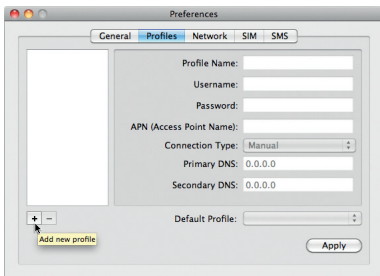 Preferences
General Profiles Network SIM SMS
Profile Name:
Username:
Password:
APN (Access Point Name):
Connection Type: Manual
Primary DNS: 0.0.0.0
Secondary DNS: 0.0.0.0
+ − Default Profile:
Add new profile
Apply